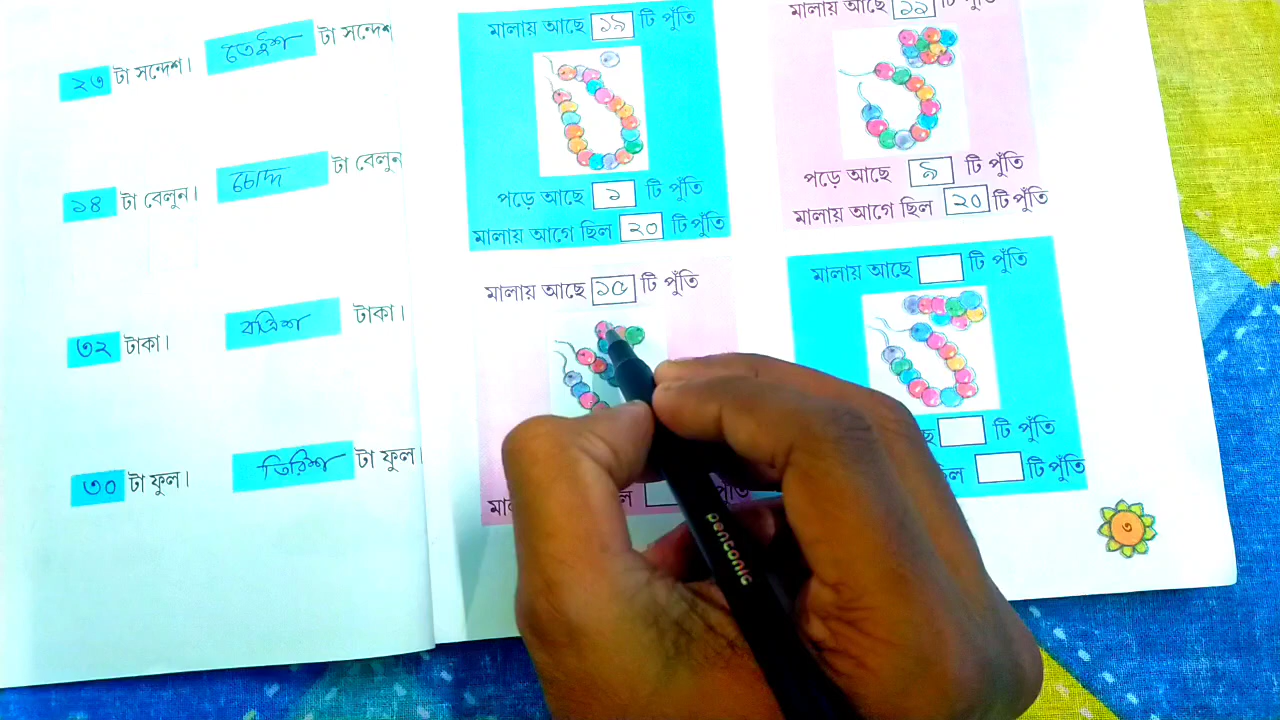 ২৩ টা সন্দেশ। তেইশ টা সন্দেশ
১৪ টা বেলুন। চোদ্দ টা বেলুন
৩২ টাকা। বত্রিশ টাকা।
৩০ টা ফুল। তিরিশ টা ফুল।
মালায় আছে ১৯ টি পুঁতি
পড়ে আছে ১ টি পুঁতি
মালায় আগে ছিল ২০ টি পুঁতি
মালায় আছে ১১ টি পুঁতি
পড়ে আছে ৯ টি পুঁতি
মালায় আগে ছিল ২০ টি পুঁতি
মালায় আছে ১৫ টি পুঁতি
মালায় আছে টি পুঁতি
টি পুঁতি
টি পুঁতি
৩
pentonic